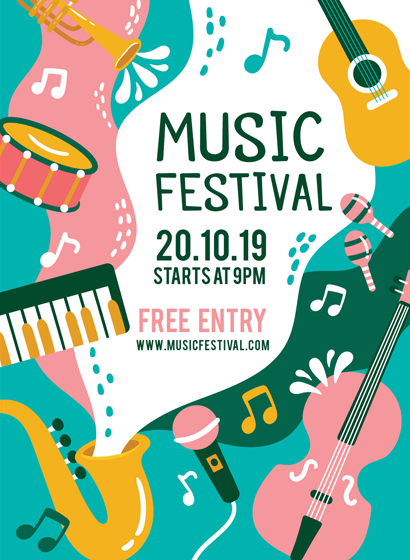 MUSIC
FESTIVAL
20.10.19
STARTS AT 9PM
FREE ENTRY
WWW.MUSICFESTIVAL.COM